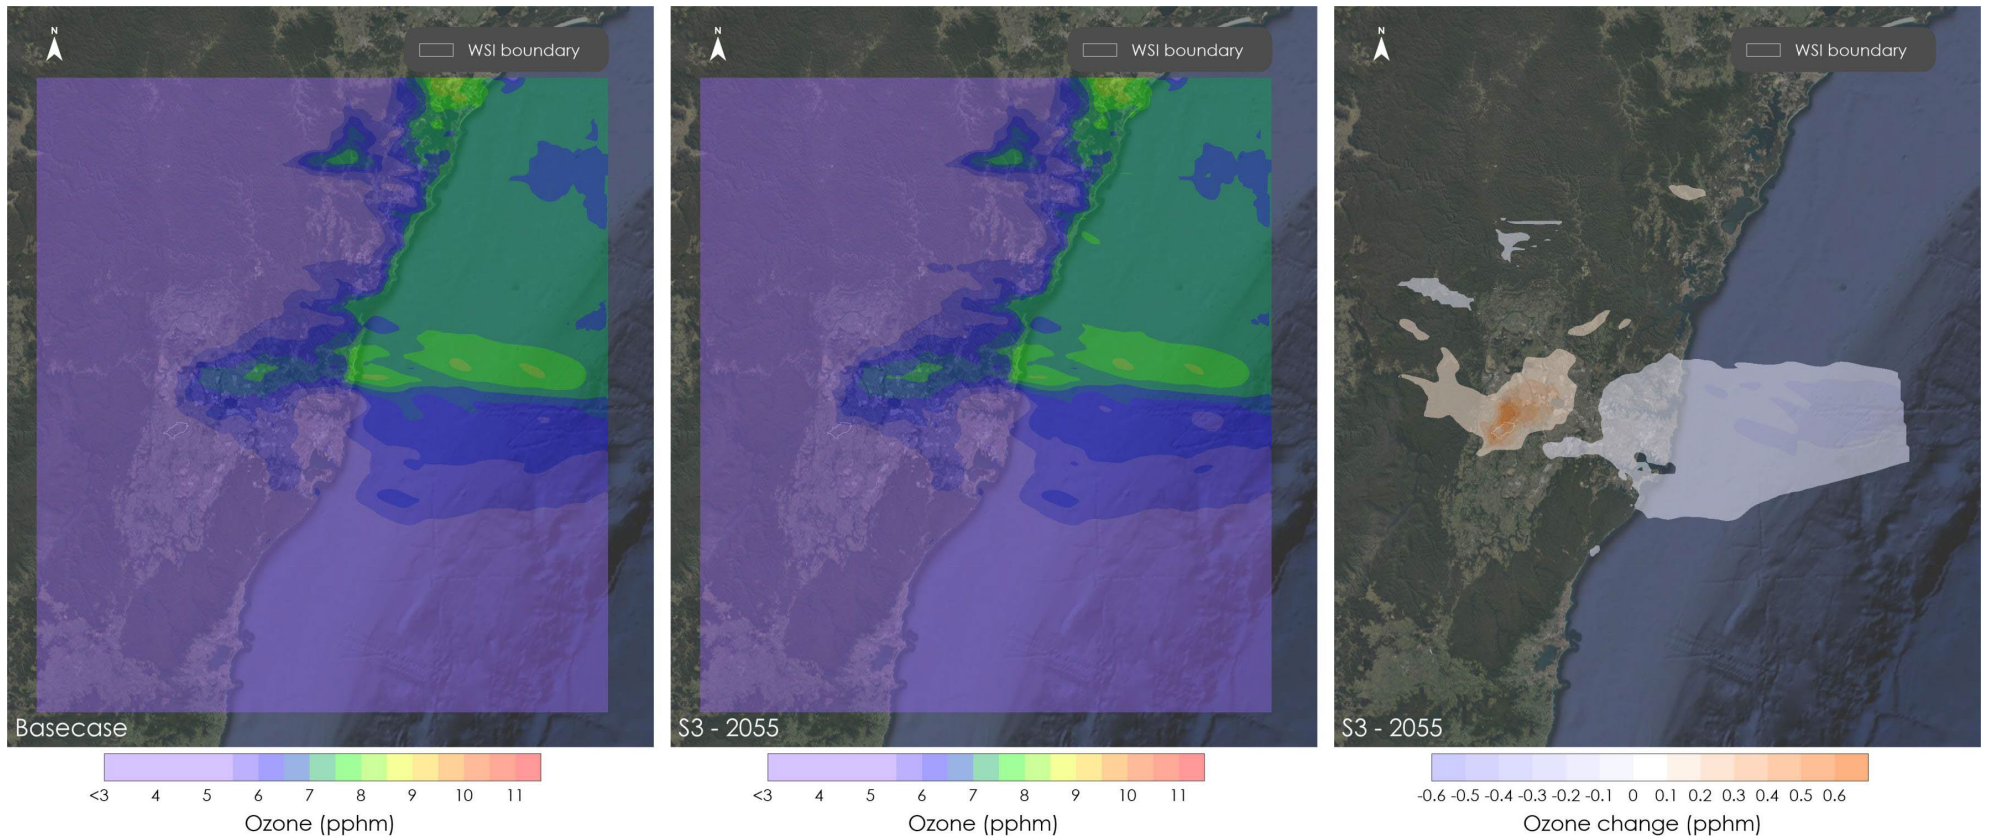 N
WSI boundary
N
WSI boundary
N
WSI boundary
Basecase
S3 - 2055
S3 - 2055
<3 4 5 6 7 8 9 10 11
<3 4 5 6 7 8 9 10 11
-0.6 -0.5 -0.4 -0.3 -0.2 -0.1 0 0.1 0.2 0.3 0.4 0.5 0.6
Ozone (pphm)
Ozone (pphm)
Ozone change (pphm)